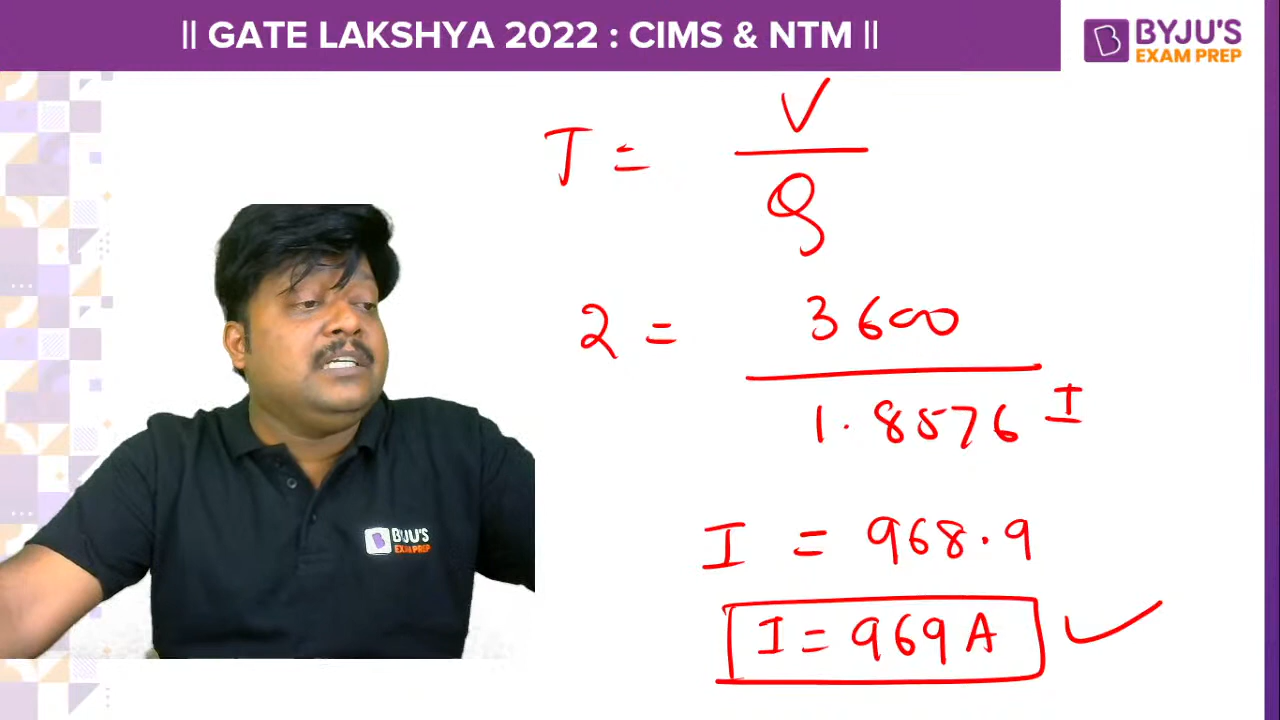 || GATE LAKSHYA 2022 : CIMS & NTM ||
BYJU'S
EXAM PREP
T = V / Q
2 = 3600 / 1.8576 I
I = 968.9
I = 969 A ✓
BYJU'S
EXAM PREP